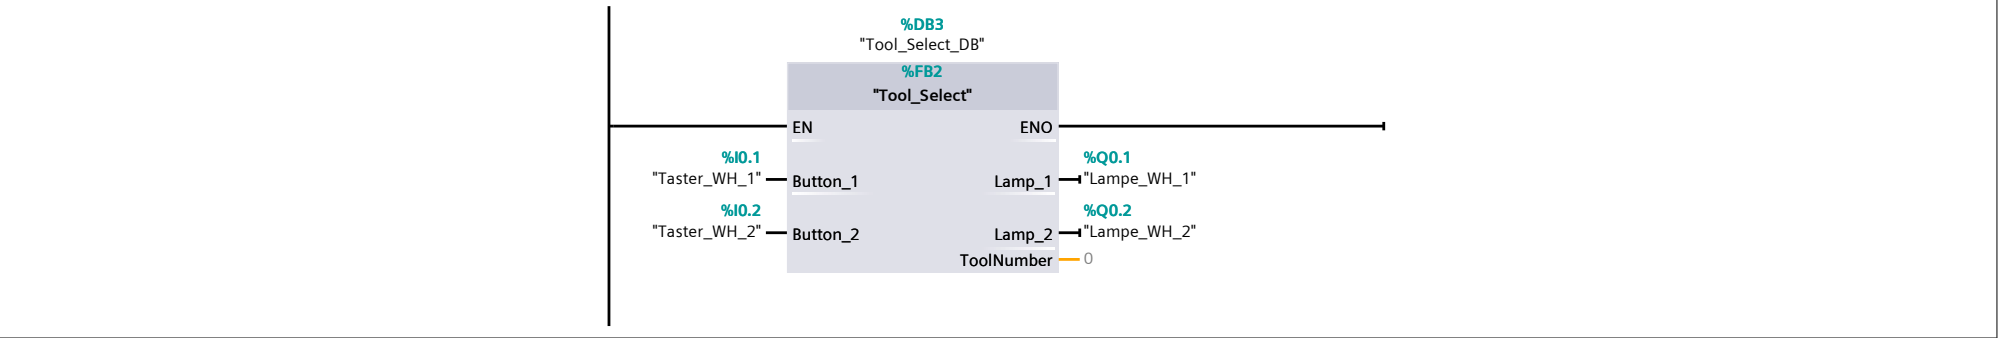 %DB3
"Tool_Select_DB"
%FB2
"Tool_Select"
EN ENO
%I0.1 %Q0.1
"Taster_WH_1" Button_1 Lamp_1 "Lampe_WH_1"
%I0.2 %Q0.2
"Taster_WH_2" Button_2 Lamp_2 "Lampe_WH_2"
ToolNumber 0